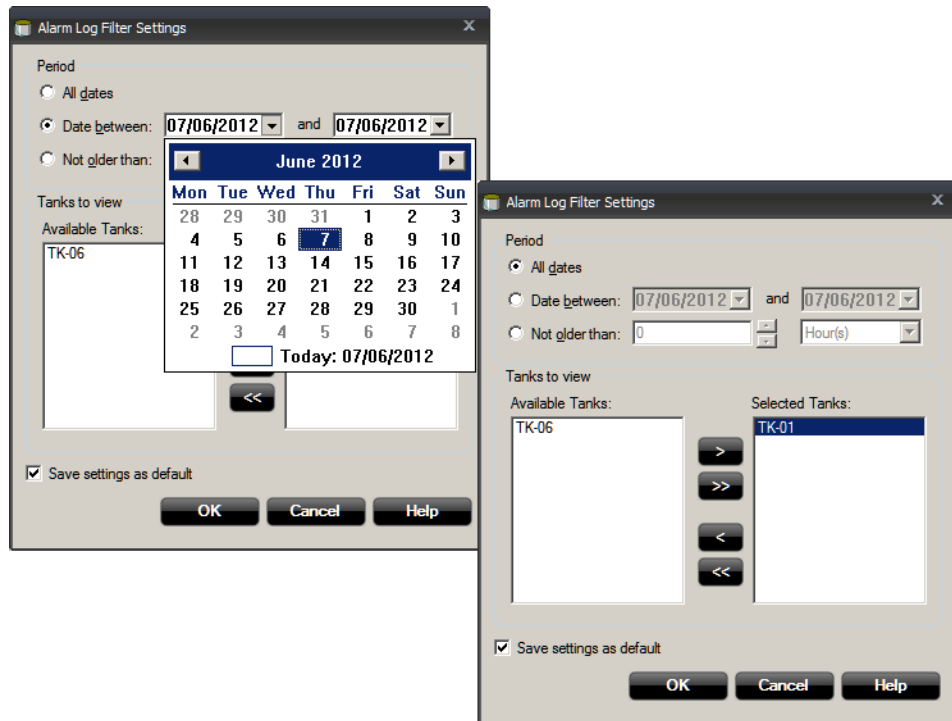 Alarm Log Filter Settings x
Period
All dates
Date between: 07/06/2012 and 07/06/2012
Not older than:
June 2012
Mon Tue Wed Thu Fri Sat Sun
28 29 30 31 1 2 3
4 5 6 7 8 9 10
11 12 13 14 15 16 17
18 19 20 21 22 23 24
25 26 27 28 29 30 1
2 3 4 5 6 7 8
Today: 07/06/2012
Tanks to view
Available Tanks:
TK-06
<<
Save settings as default
OK Cancel Help
Alarm Log Filter Settings x
Period
All dates
Date between: 07/06/2012 and 07/06/2012
Not older than: 0 Hour(s)
Tanks to view
Available Tanks: Selected Tanks:
TK-06 TK-01
>
>>
<
<<
Save settings as default
OK Cancel Help